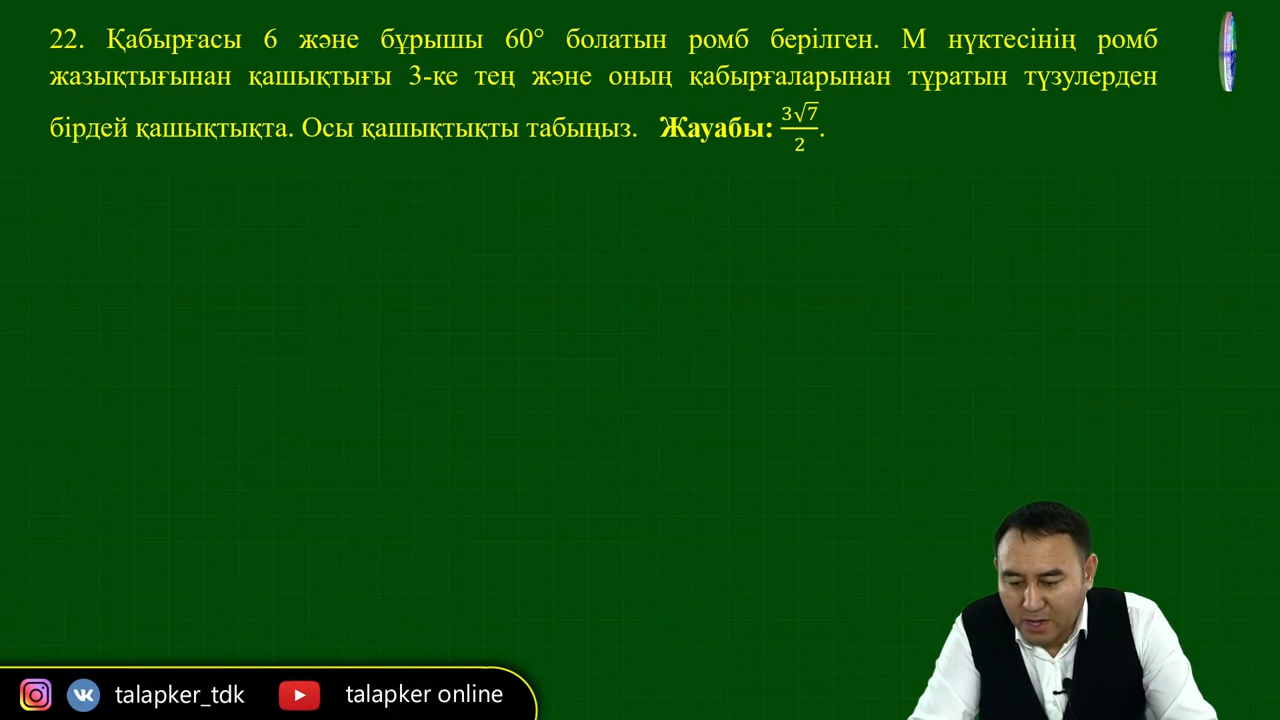 22. Қабырғасы 6 және бұрышы 60° болатын ромб берілген. М нүктесінің ромб
жазықтығынан қашықтығы 3-ке тең және оның қабырғаларынан тұратын түзулерден
бірдей қашықтықта. Осы қашықтықты табыңыз. Жауабы: 3√7/2.
talapker_tdk talapker online